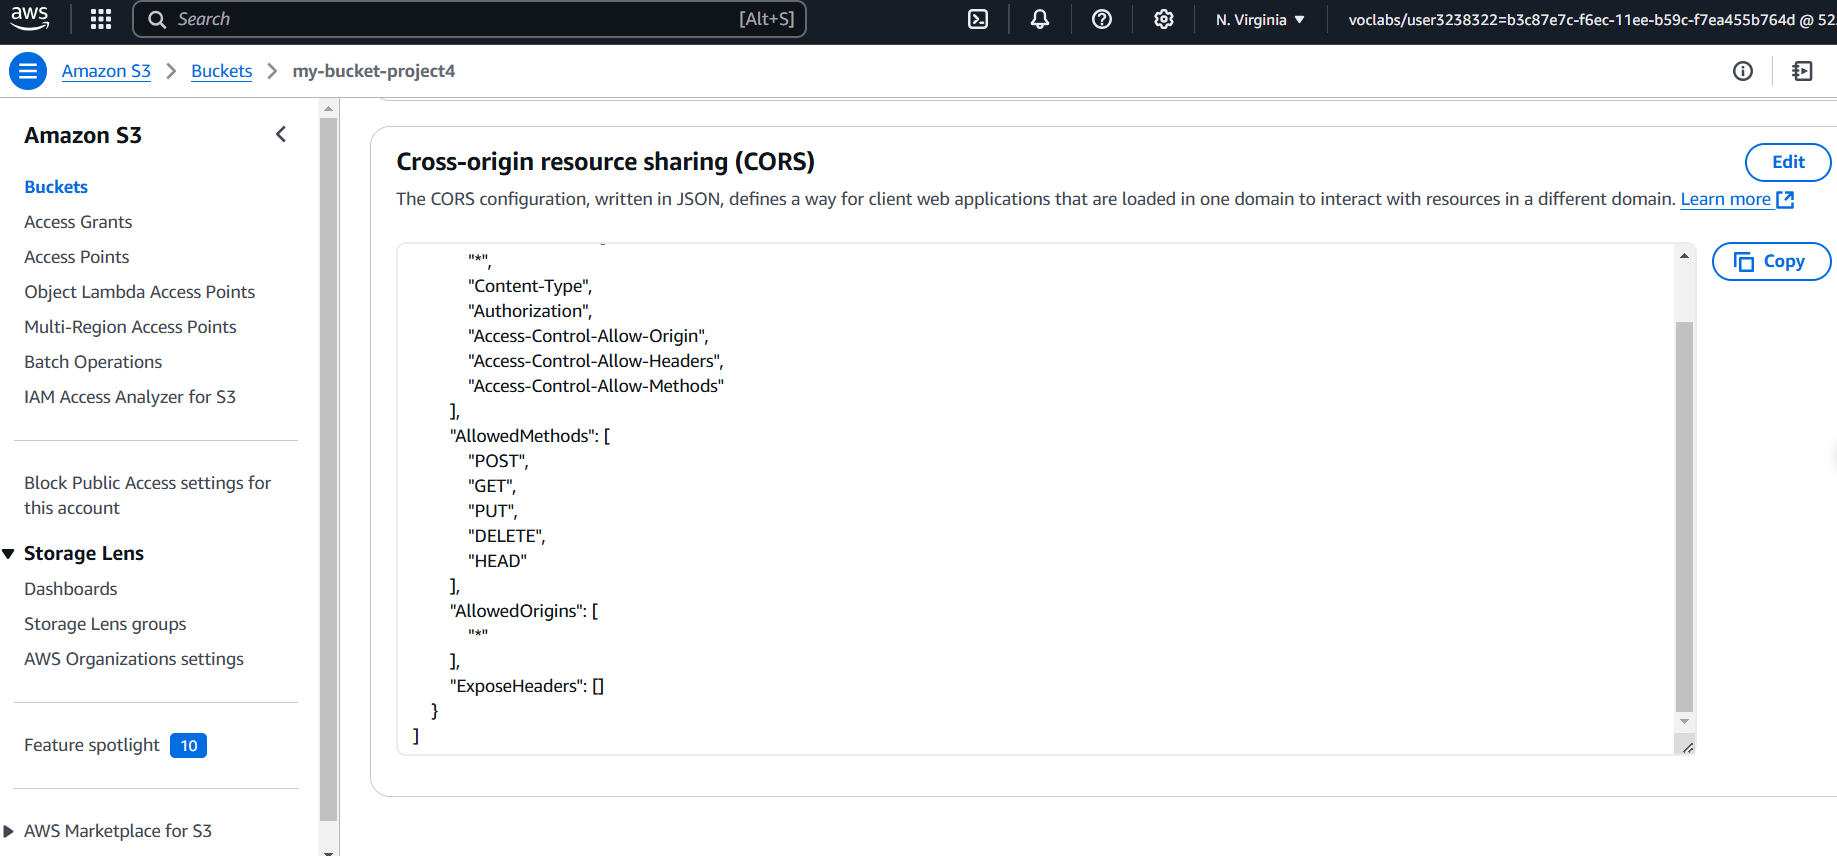 aws
Search
[Alt+S]
N. Virginia
voclabs/user3238322=b3c87e7c-f6ec-11ee-b59c-f7ea455b764d @ 52
Amazon S3
Buckets
my-bucket-project4
Amazon S3
Buckets
Access Grants
Access Points
Object Lambda Access Points
Multi-Region Access Points
Batch Operations
IAM Access Analyzer for S3
Block Public Access settings for
this account
Storage Lens
Dashboards
Storage Lens groups
AWS Organizations settings
Feature spotlight 10
AWS Marketplace for S3
Cross-origin resource sharing (CORS)
Edit
The CORS configuration, written in JSON, defines a way for client web applications that are loaded in one domain to interact with resources in a different domain. Learn more
Copy
"*",
"Content-Type",
"Authorization",
"Access-Control-Allow-Origin",
"Access-Control-Allow-Headers",
"Access-Control-Allow-Methods"
],
"AllowedMethods": [
"POST",
"GET",
"PUT",
"DELETE",
"HEAD"
],
"AllowedOrigins": [
"*"
],
"ExposeHeaders": []
}
]